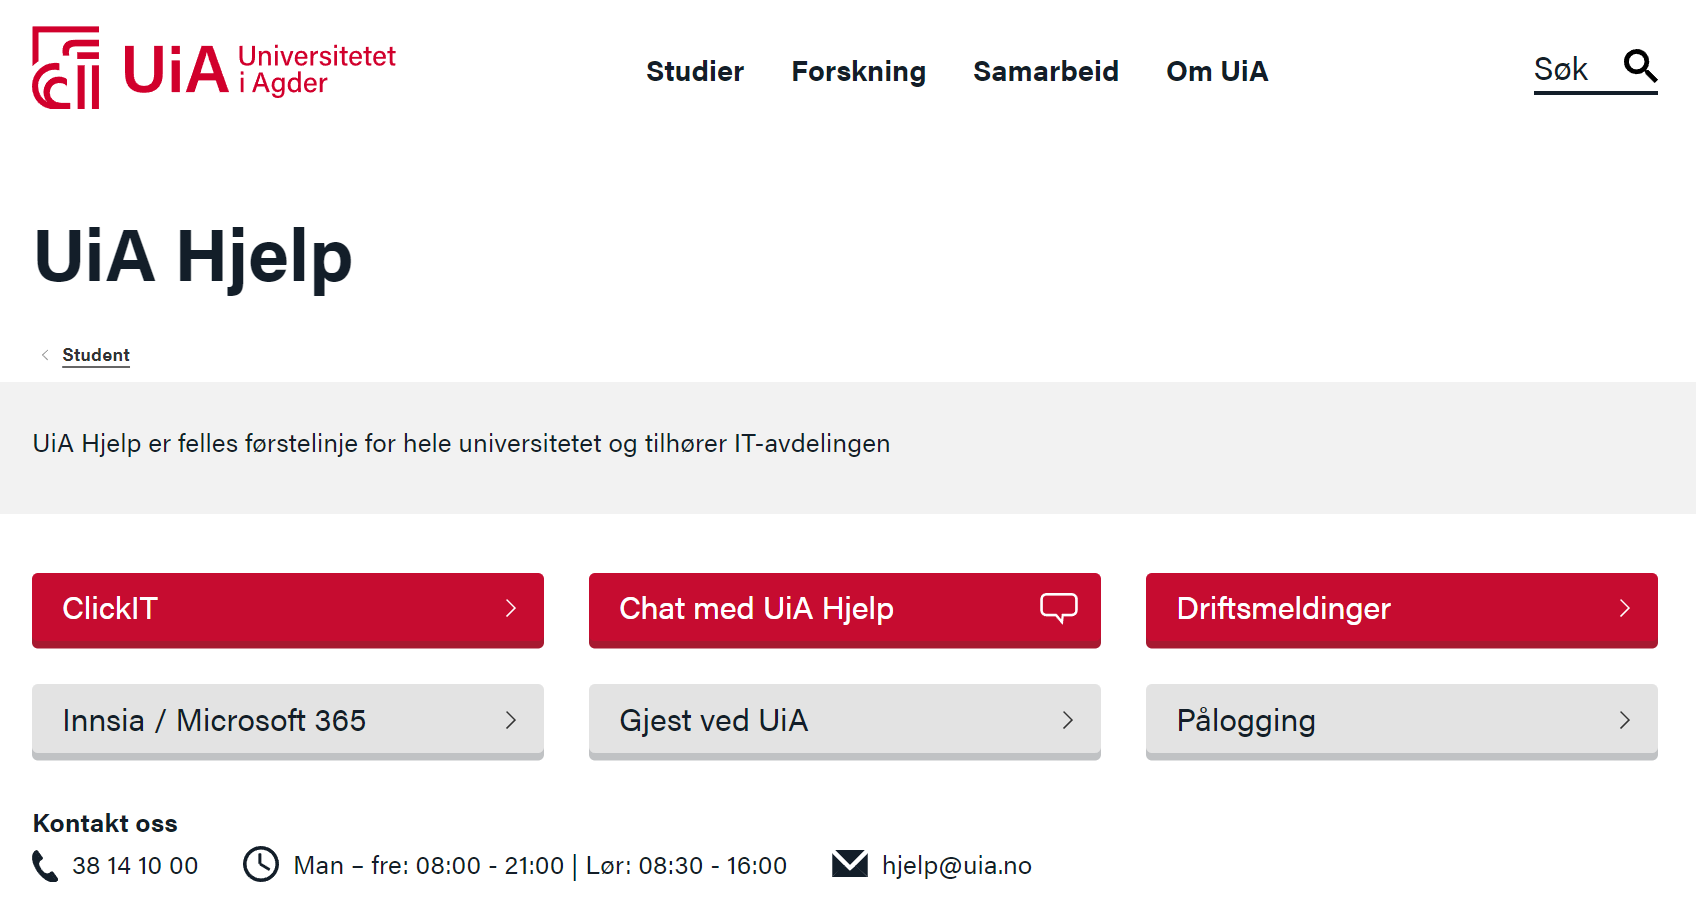 UiA Universitetet
i Agder
Studier Forskning Samarbeid Om UiA
Søk
UiA Hjelp
Student
UiA Hjelp er felles førstelinje for hele universitetet og tilhører IT-avdelingen
ClickIT
Chat med UiA Hjelp
Driftsmeldinger
Innsia / Microsoft 365
Gjest ved UiA
Pålogging
Kontakt oss
38 14 10 00
Man – fre: 08:00 - 21:00 | Lør: 08:30 - 16:00
hjelp@uia.no